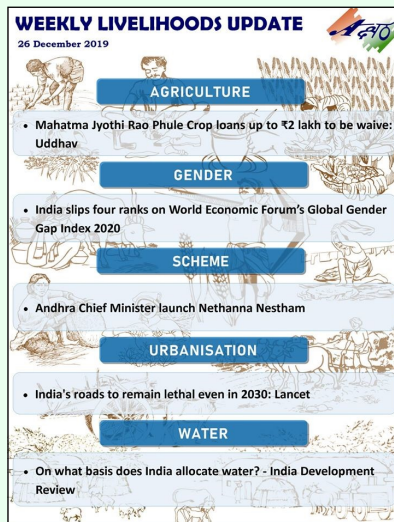 WEEKLY LIVELIHOODS UPDATE
26 December 2019
AGRICULTURE
• Mahatma Jyothi Rao Phule Crop loans up to ₹2 lakh to be waive:
Uddhav
GENDER
• India slips four ranks on World Economic Forum's Global Gender
Gap Index 2020
SCHEME
• Andhra Chief Minister launch Nethanna Nestham
URBANISATION
• India's roads to remain lethal even in 2030: Lancet
WATER
• On what basis does India allocate water? - India Development
Review